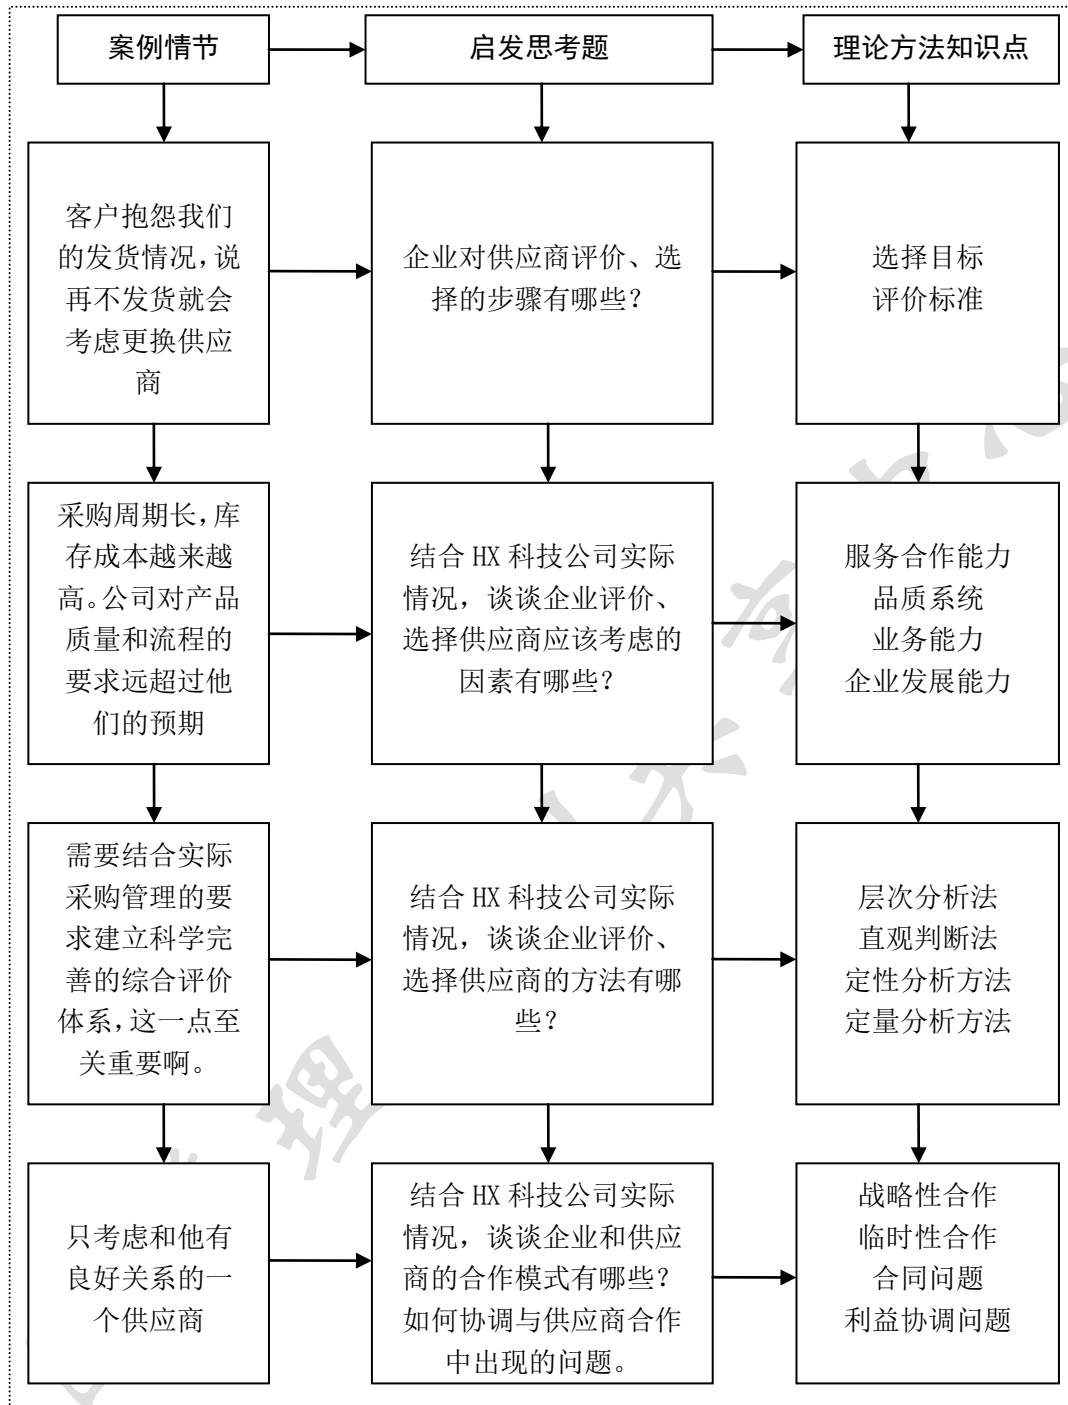 案例情节
启发思考题
理论方法知识点
客户抱怨我们
的发货情况，说
再不发货就会
考虑更换供应
商
企业对供应商评价、选
择的步骤有哪些？
选择目标
评价标准
采购周期长，库
存成本越来越
高。公司对产品
质量和流程的
要求远超过他
们的预期
结合 HX 科技公司实际
情况，谈谈企业评价、
选择供应商应该考虑的
因素有哪些？
服务合作能力
品质系统
业务能力
企业发展能力
需要结合实际
采购管理的要
求建立科学完
善的综合评价
体系，这一点至
关重要啊。
结合 HX 科技公司实际
情况，谈谈企业评价、
选择供应商的方法有哪
些？
层次分析法
直观判断法
定性分析方法
定量分析方法
只考虑和他有
良好关系的一
个供应商
结合 HX 科技公司实际
情况，谈谈企业和供应
商的合作模式有哪些？
如何协调与供应商合作
中出现的问题。
战略性合作
临时性合作
合同问题
利益协调问题
理